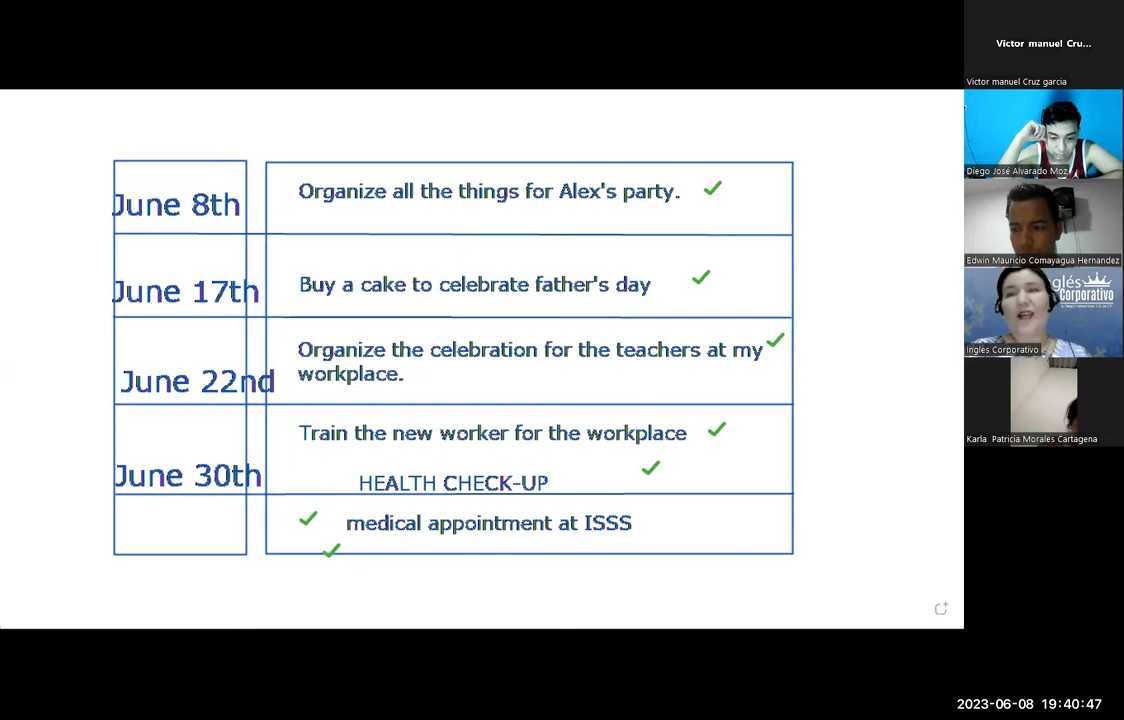 Victor manuel Cru...
Victor manuel Cruz garcia
June 8th
Organize all the things for Alex's party.
June 17th
Buy a cake to celebrate father's day
June 22nd
Organize the celebration for the teachers at my
workplace.
June 30th
Train the new worker for the workplace
HEALTH CHECK-UP
medical appointment at ISSS
Diego José Alvarado Moz
Edwin Mauricio Comayagua Hernandez
glés
Corporativo
Inglés Corporativo
Karla Patricia Morales Cartagena
2023-06-08 19:40:47